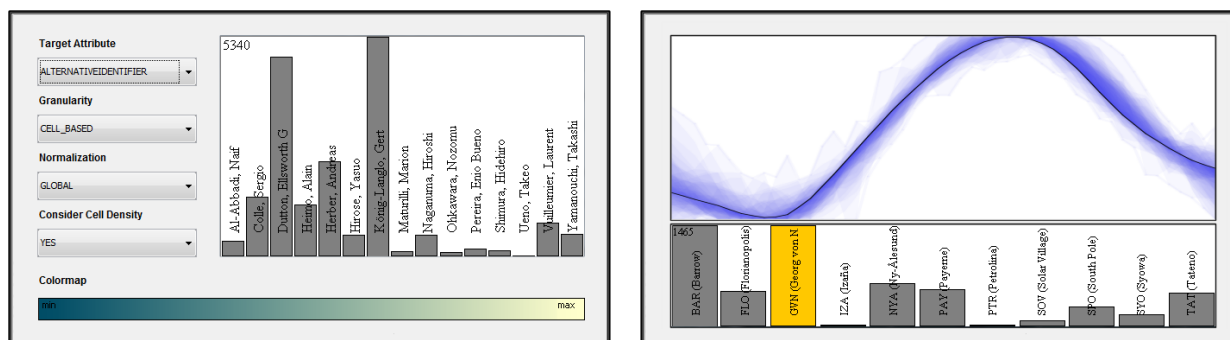 Target Attribute
ALTERNATIVEIDENTIFIER
Granularity
CELL_BASED
Normalization
GLOBAL
Consider Cell Density
YES
5340
Al-Abbadi, Naif
Colle, Sergio
Dutton, Ellsworth G
Heimo, Alain
Herber, Andreas
Hirose, Yasuo
König-Langlo, Gert
Maturilli, Marion
Nagamuma, Hiroshi
Ohkawara, Nozomu
Pereira, Enio Bueno
Shimura, Hidehiro
Ueno, Takeo
Vuilleumier, Laurent
Yamanouchi, Takashi
Colormap
min
max
1465
BAR (Barrow)
FLO (Florianopolis)
GVN (Georg von N
IZA (Izaña)
NYA (Ny-Ålesund)
PAY (Payerne)
PTR (Petrolina)
SOV (Solar Village)
SPO (South Pole)
SYO (Syowa)
TAT (Tateno)